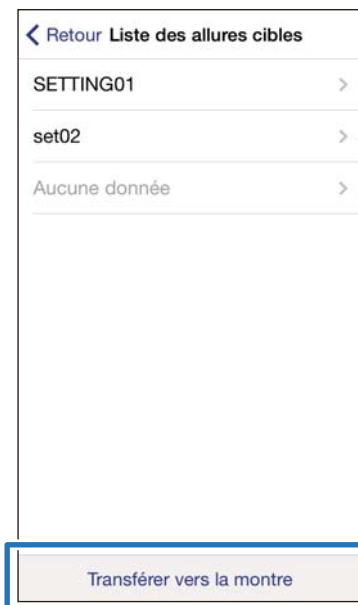 Retour Liste des allures cibles
SETTING01
set02
Aucune donnée
Transférer vers la montre